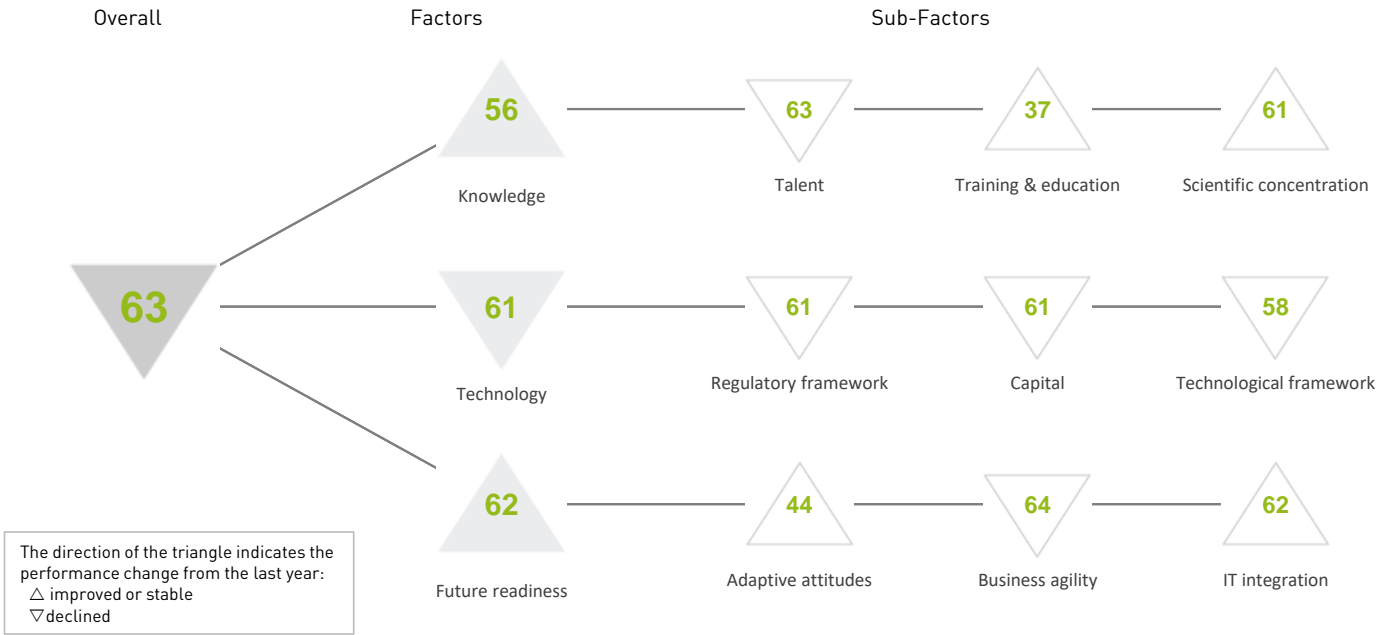 Overall
Factors
Sub-Factors
56
63
37
61
Knowledge
Talent
Training & education
Scientific concentration
63
61
61
61
58
Technology
Regulatory framework
Capital
Technological framework
62
44
64
62
Future readiness
Adaptive attitudes
Business agility
IT integration
The direction of the triangle indicates the
performance change from the last year:
△ improved or stable
▽ declined